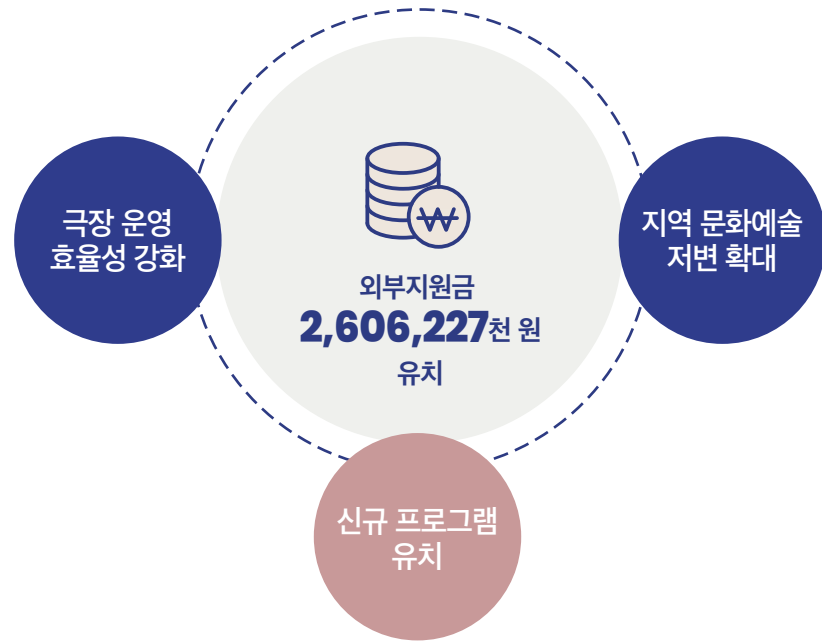 극장 운영
효율성 강화
외부지원금
2,606,227천 원
유치
지역 문화예술
저변 확대
신규 프로그램
유치